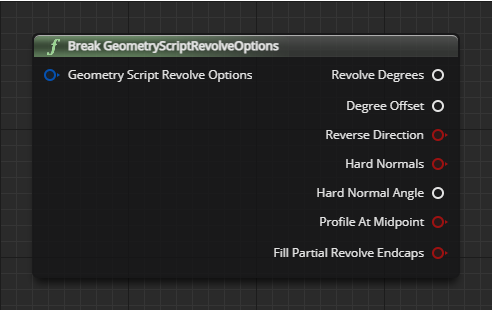 f Break GeometryScriptRevolveOptions
Geometry Script Revolve Options Revolve Degrees
Degree Offset
Reverse Direction
Hard Normals
Hard Normal Angle
Profile At Midpoint
Fill Partial Revolve Endcaps